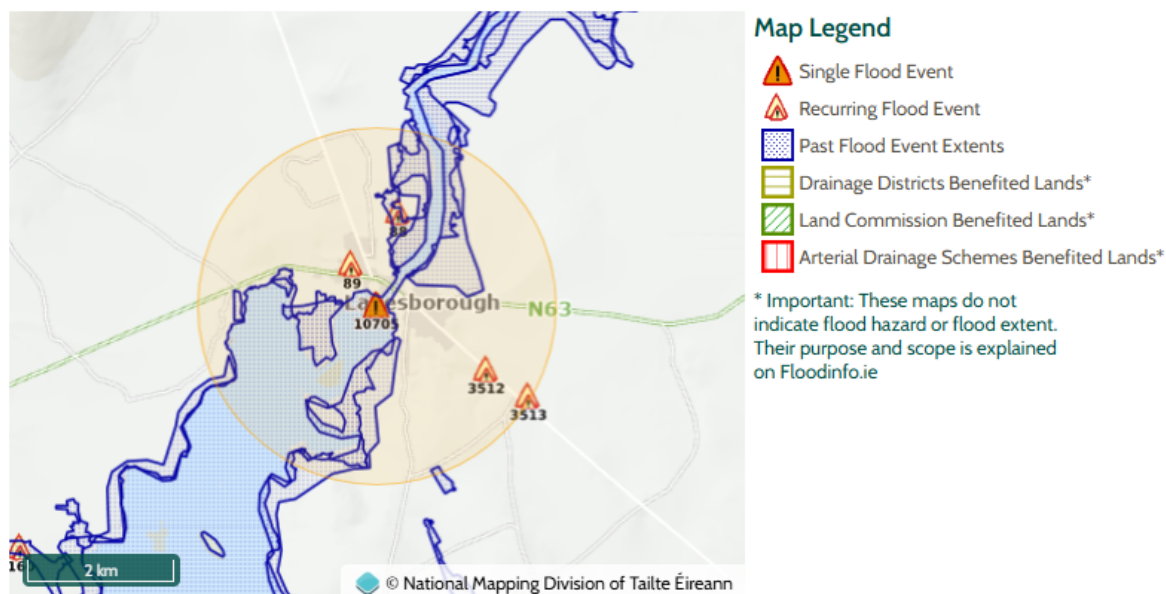 88
89
Lanesborough
N63
10705
3512
3513
2 km
© National Mapping Division of Tailte Éireann
Map Legend
Single Flood Event
Recurring Flood Event
Past Flood Event Extents
Drainage Districts Benefited Lands*
Land Commission Benefited Lands*
Arterial Drainage Schemes Benefited Lands*
* Important: These maps do not
indicate flood hazard or flood extent.
Their purpose and scope is explained
on Floodinfo.ie